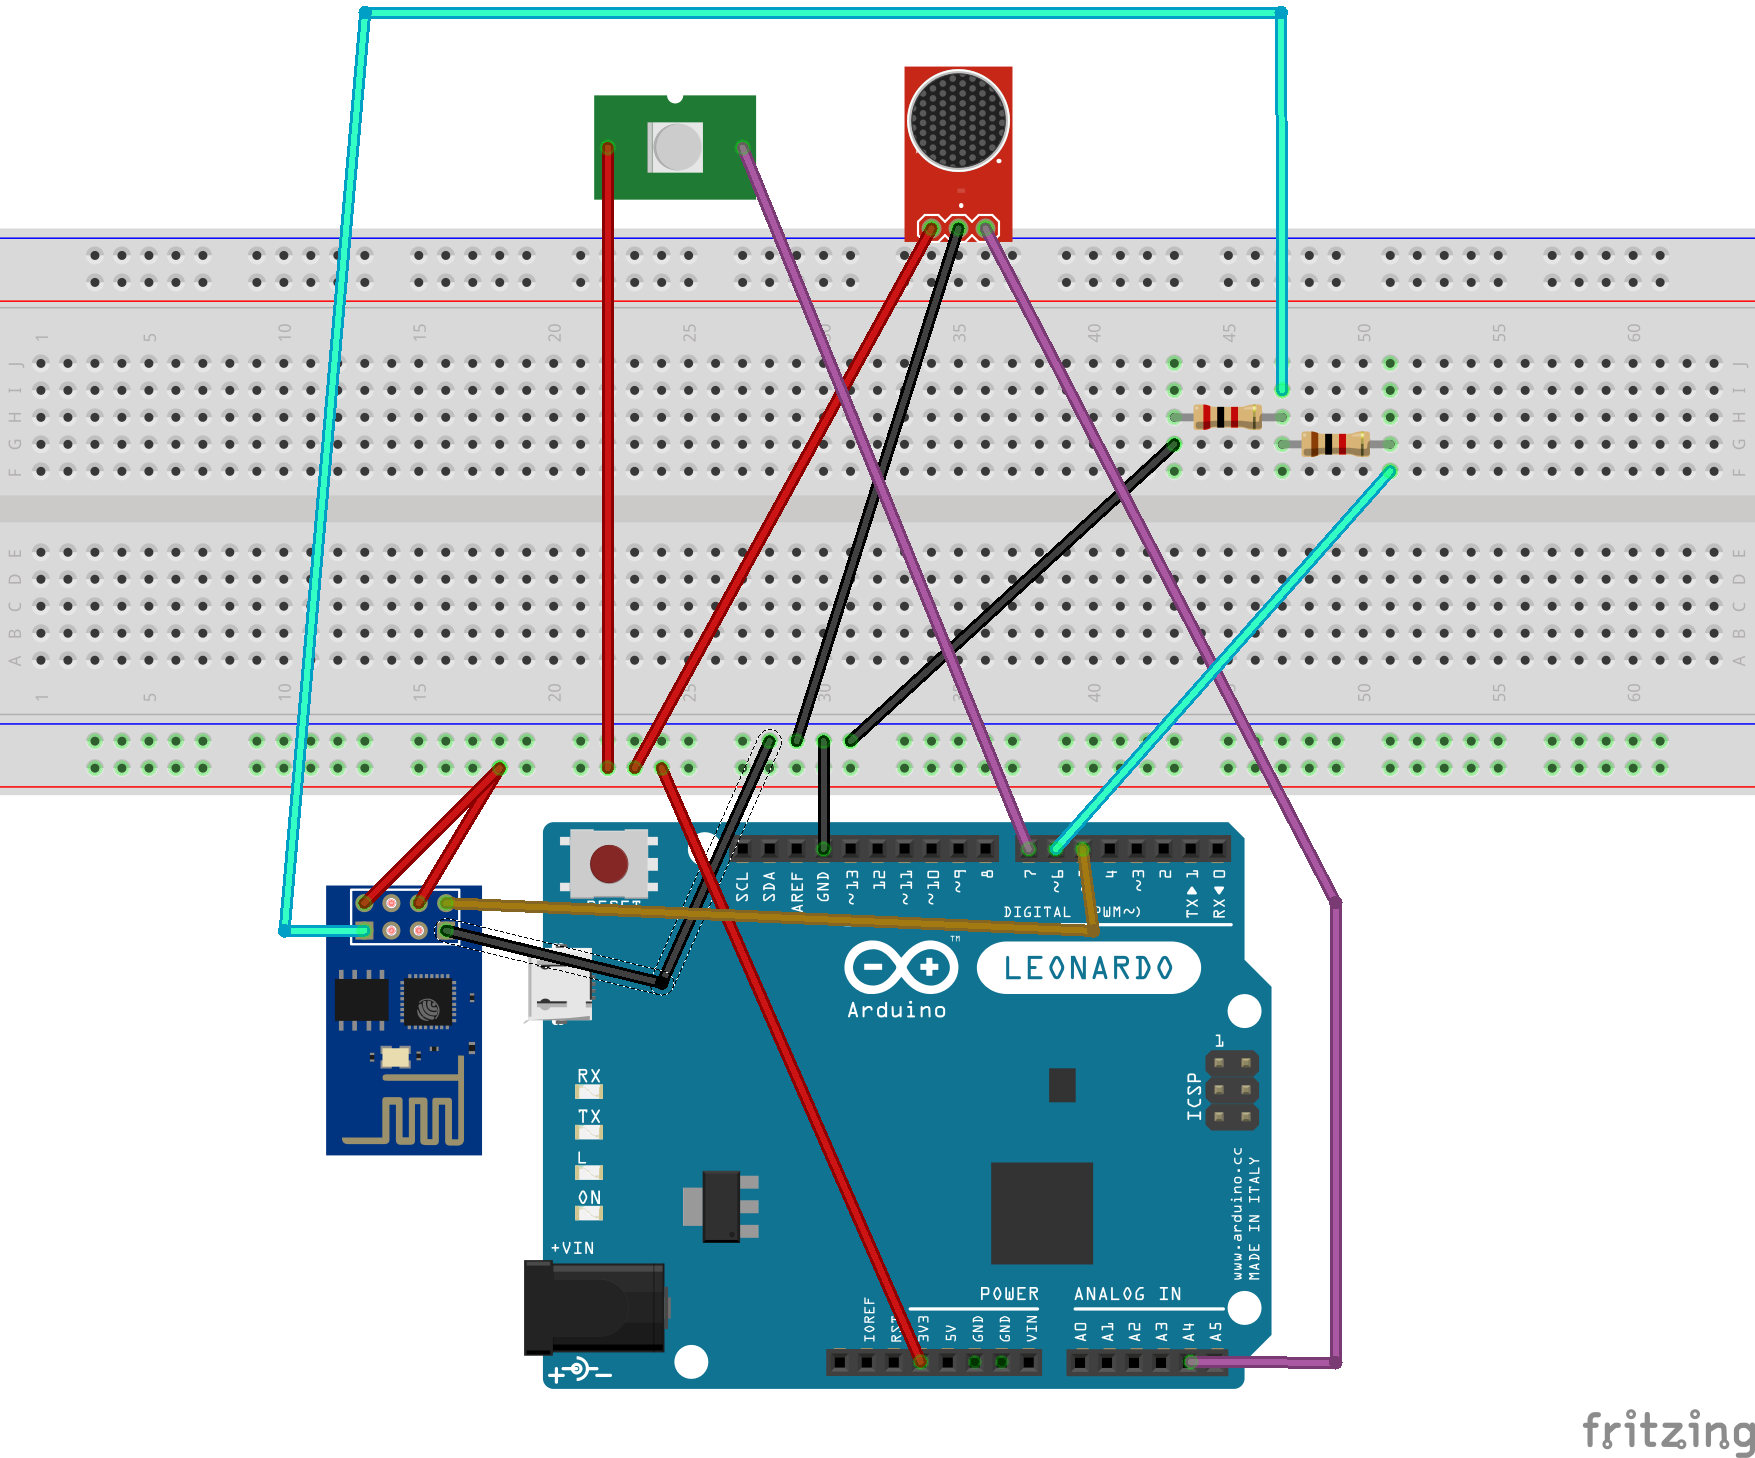 1 5 10 15 20 25 30 35 40 45 50 55 60
J J
I I
H H
G G
F F
E E
D D
C C
B B
A A
1 5 10 15 20 25 30 35 40 45 50 55 60
RESET
SCL SDA AREF GND ~13 12 ~11 ~10 ~9 8 7 ~6 4 ~3 2 TX 1 RX 0
DIGITAL PWM~)
TM
LEONARDO
Arduino
1
ICSP
RX
TX
L
ON
+VIN
www.arduino.cc
MADE IN ITALY
POWER ANALOG IN
IOREF 3V3 5V GND GND VIN A0 A1 A2 A3 A4 A5
+ -
fritzing